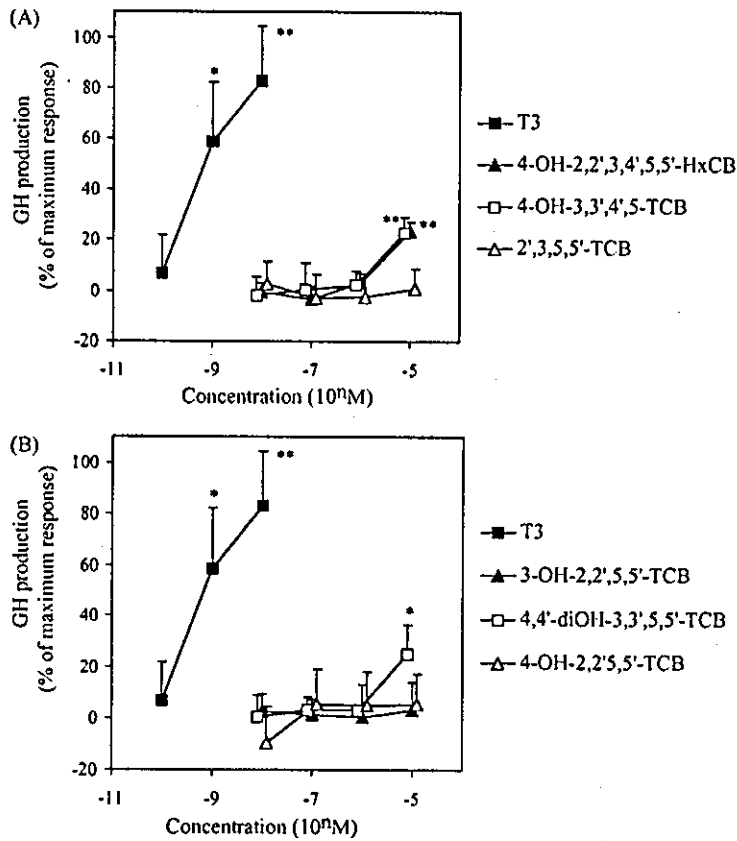 (A)
GH production
(% of maximum response)
100
80
60
40
20
0
-20
-11
-9
-7
-5
Concentration (10ⁿM)
*
**
**
**
T3
4-OH-2,2',3,4',5,5'-HxCB
4-OH-3,3',4',5-TCB
2',3,5,5'-TCB
(B)
GH production
(% of maximum response)
100
80
60
40
20
0
-20
-11
-9
-7
-5
Concentration (10ⁿM)
*
**
*
T3
3-OH-2,2',5,5'-TCB
4,4'-diOH-3,3',5,5'-TCB
4-OH-2,2'5,5'-TCB